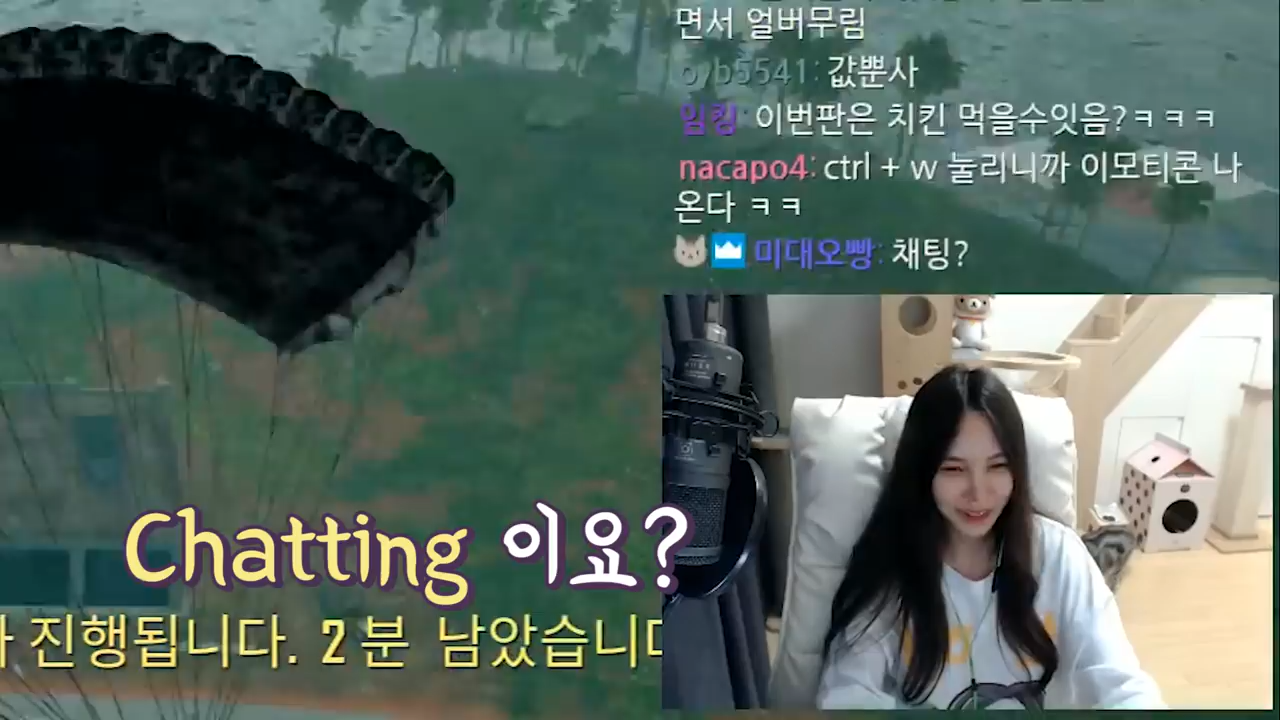 면서 얼버무림
o/b5541: 값뿐사
임킹: 이번판은 치킨 먹을수잇음?ㅋㅋㅋ
nacapo4: ctrl + w 눌리니까 이모티콘 나
온다 ㅋㅋ
미대오빵: 채팅?
Chatting 이요?
진행됩니다. 2 분 남았습니다